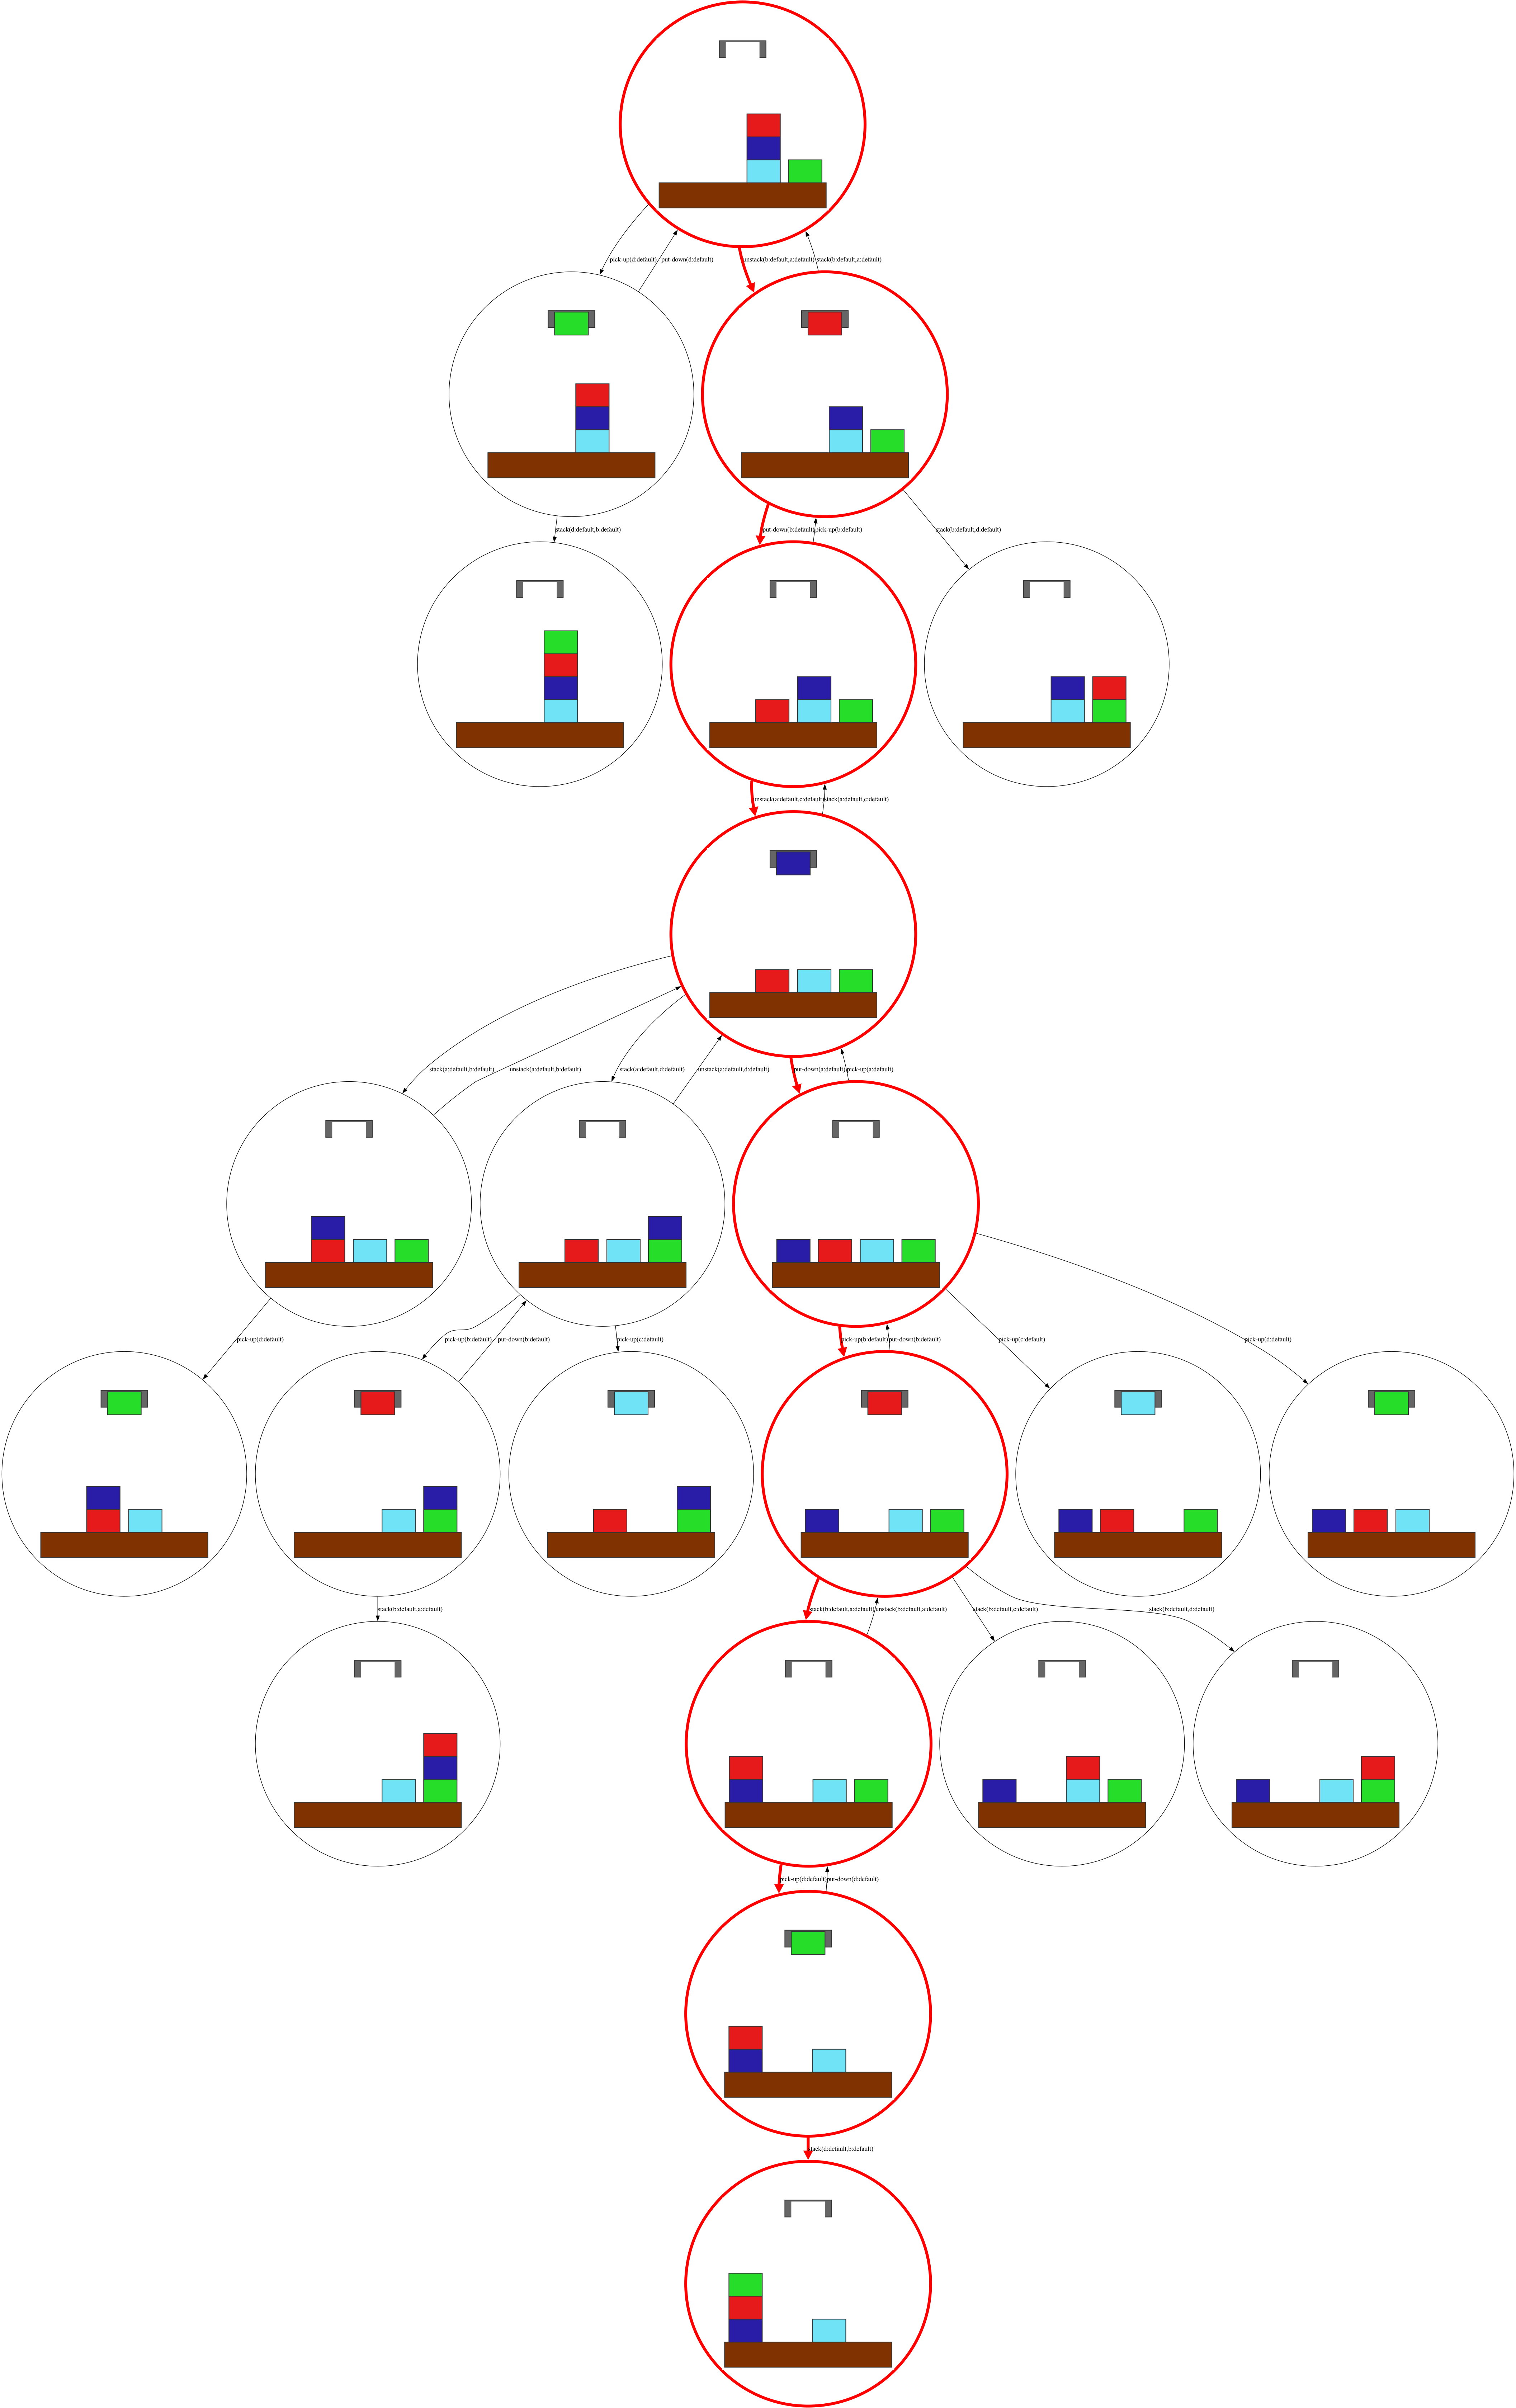 pick-up(d:default)
put-down(d:default)
unstack(b:default,a:default)
stack(b:default,a:default)
stack(d:default,b:default)
put-down(b:default)
pick-up(b:default)
stack(b:default,d:default)
unstack(a:default,c:default)
stack(a:default,c:default)
stack(a:default,b:default)
unstack(a:default,b:default)
stack(a:default,d:default)
unstack(a:default,d:default)
put-down(a:default)
pick-up(a:default)
pick-up(d:default)
pick-up(b:default)
put-down(b:default)
pick-up(c:default)
pick-up(b:default)
put-down(b:default)
pick-up(c:default)
pick-up(d:default)
stack(b:default,a:default)
stack(b:default,a:default)
unstack(b:default,a:default)
stack(b:default,c:default)
stack(b:default,d:default)
pick-up(d:default)
put-down(d:default)
stack(d:default,b:default)